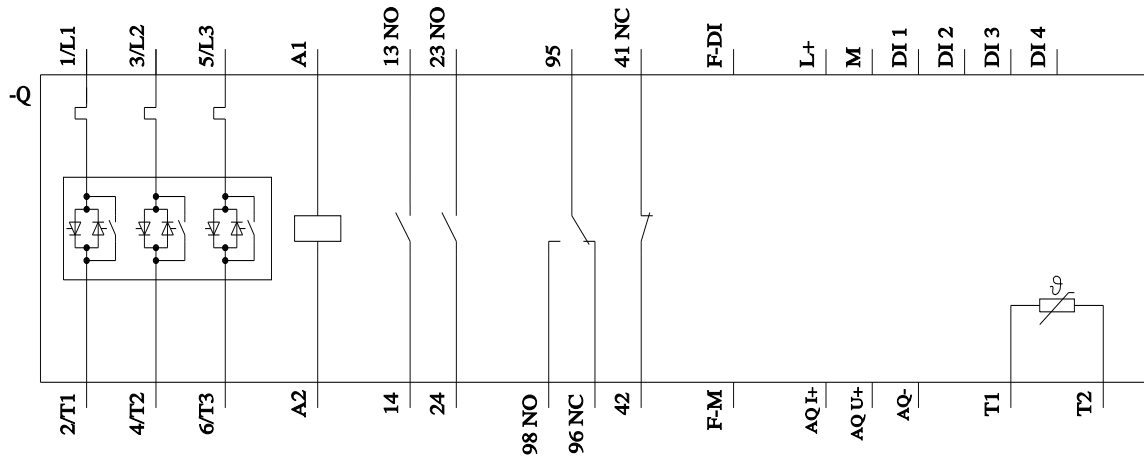 1/L1
3/L2
5/L3
A1
13 NO
23 NO
95
41 NC
F-DI
L+
M
DI 1
DI 2
DI 3
DI 4
-Q
ϑ
2/T1
4/T2
6/T3
A2
14
24
98 NO
96 NC
42
F-M
AQ I+
AQ U+
AQ-
T1
T2